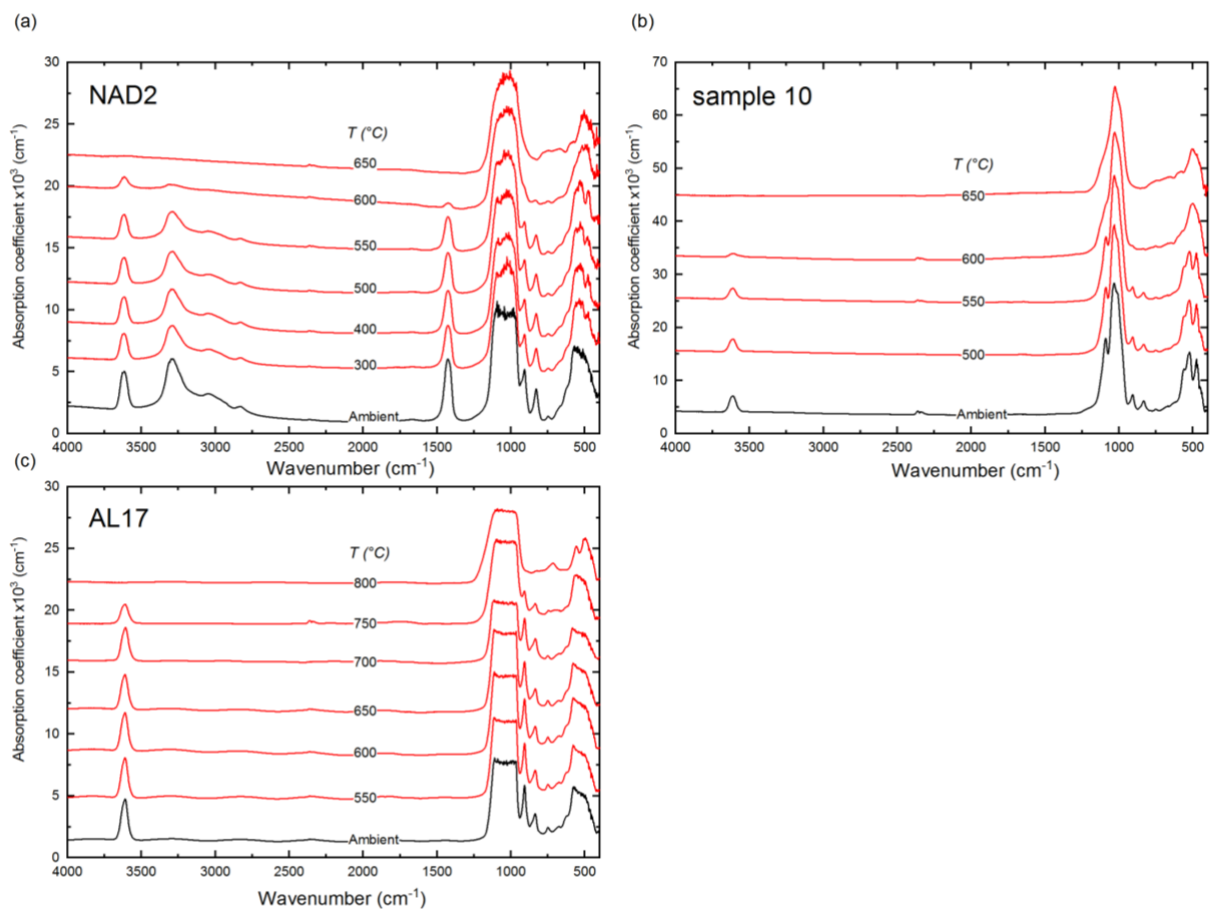 (a)
NAD2
T (°C)
650
600
550
500
400
300
Ambient
30
25
20
15
10
5
0
4000 3500 3000 2500 2000 1500 1000 500
Absorption coefficient x10³ (cm⁻¹)
Wavenumber (cm⁻¹)
(b)
sample 10
T (°C)
650
600
550
500
Ambient
70
60
50
40
30
20
10
0
4000 3500 3000 2500 2000 1500 1000 500
Absorption coefficient x10³ (cm⁻¹)
Wavenumber (cm⁻¹)
(c)
AL17
T (°C)
800
750
700
650
600
550
Ambient
30
25
20
15
10
5
0
4000 3500 3000 2500 2000 1500 1000 500
Absorption coefficient x10³ (cm⁻¹)
Wavenumber (cm⁻¹)